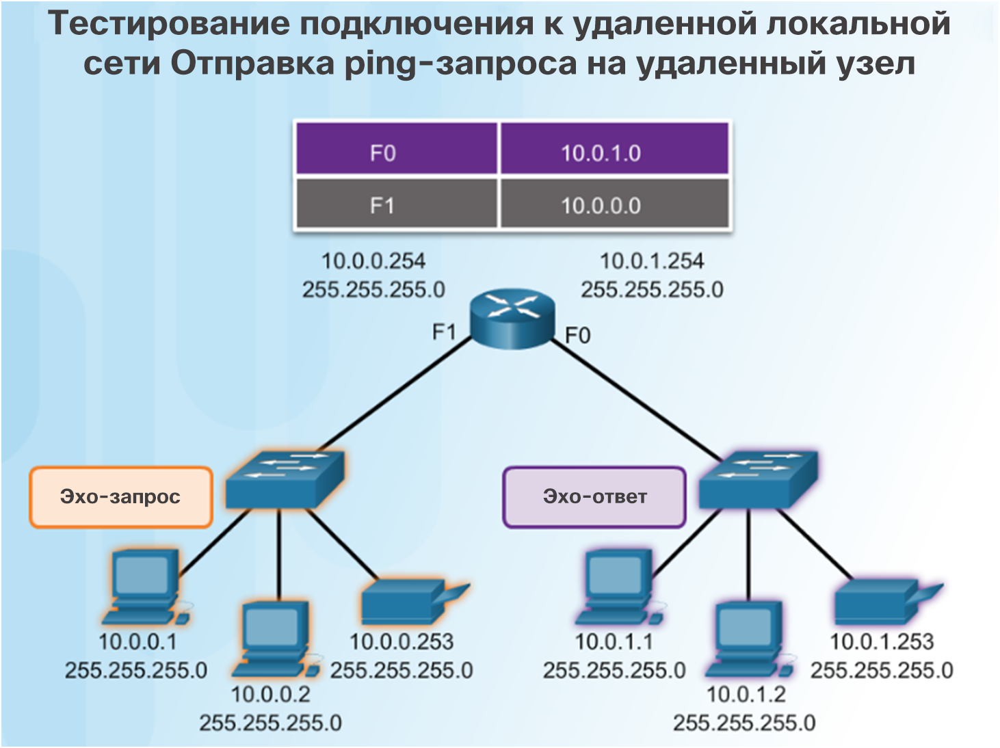 Тестирование подключения к удаленной локальной
сети Отправка ping-запроса на удаленный узел
F0 10.0.1.0
F1 10.0.0.0
10.0.0.254
255.255.255.0
10.0.1.254
255.255.255.0
F1
F0
Эхо-запрос
Эхо-ответ
10.0.0.1
255.255.255.0
10.0.0.2
255.255.255.0
10.0.0.253
255.255.255.0
10.0.1.1
255.255.255.0
10.0.1.2
255.255.255.0
10.0.1.253
255.255.255.0